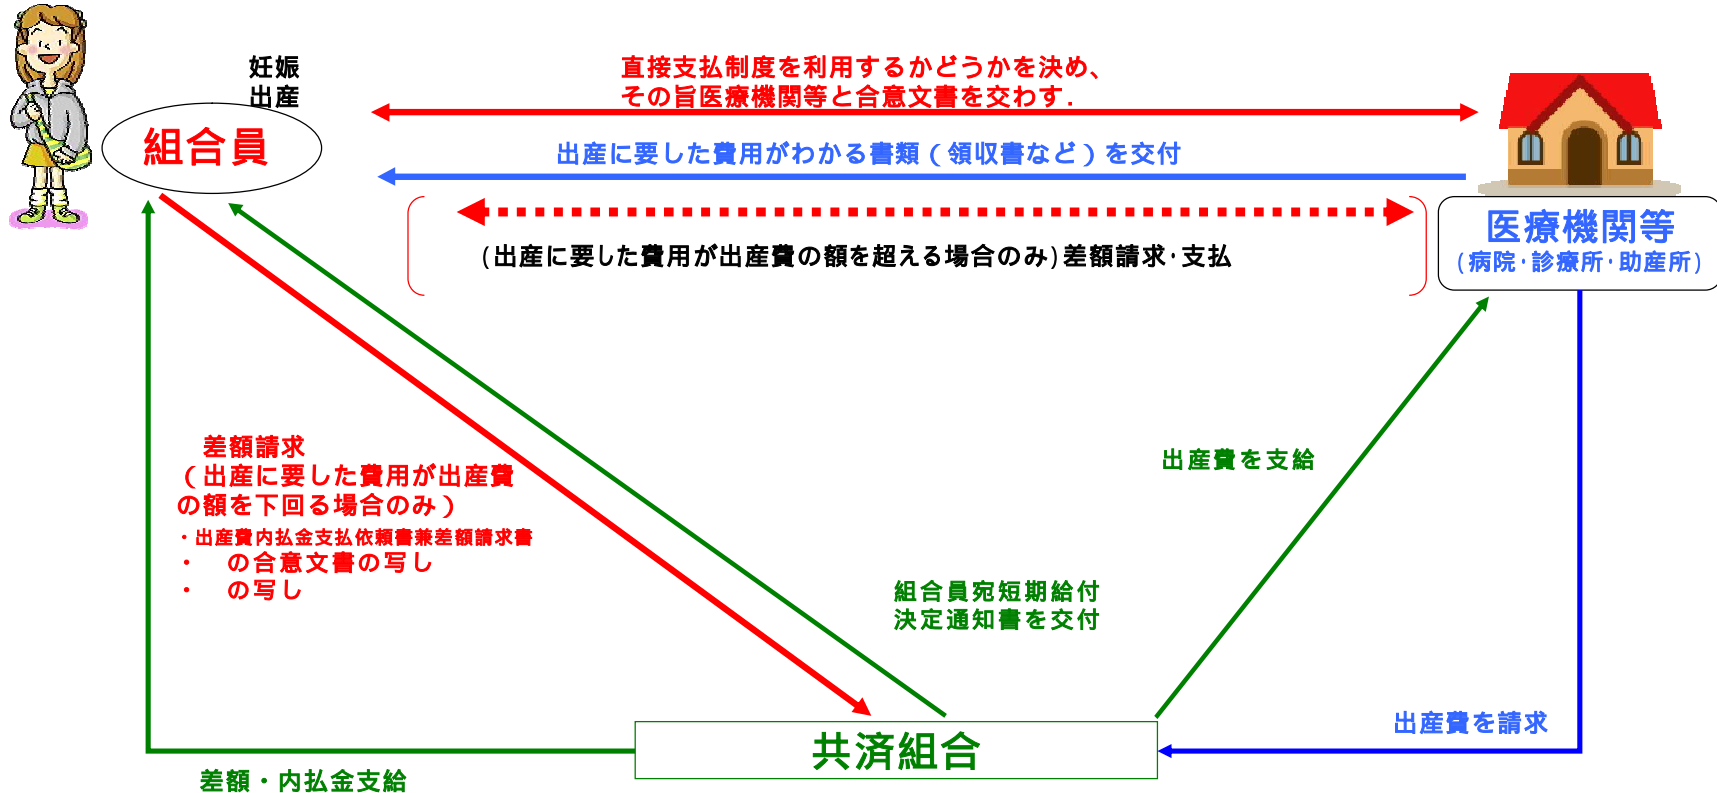 妊娠
出産
組合員
直接支払制度を利用するかどうかを決め、
その旨医療機関等と合意文書を交わす.
出産に要した費用がわかる書類(領収書など)を交付
(出産に要した費用が出産費の額を超える場合のみ)差額請求・支払
医療機関等
(病院・診療所・助産所)
差額請求
(出産に要した費用が出産費
の額を下回る場合のみ)
・出産費内払金支払依頼書兼差額請求書
・ の合意文書の写し
・ の写し
出産費を支給
組合員宛短期給付
決定通知書を交付
出産費を請求
共済組合
差額・内払金支給